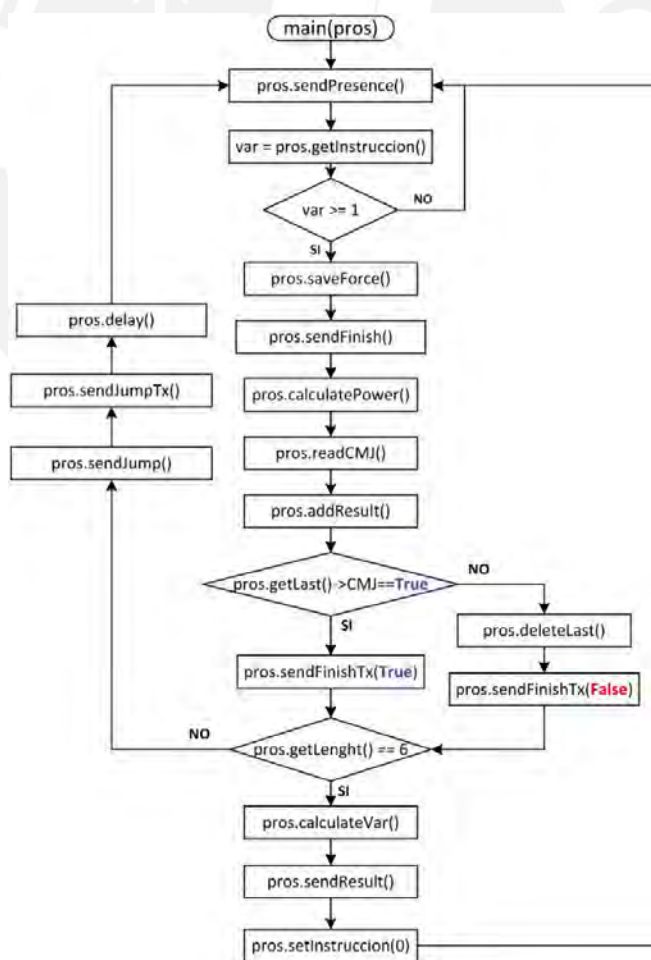 main(pros)
pros.sendPresence()
var = pros.getInstruccion()
var >= 1
NO
SI
pros.saveForce()
pros.delay()
pros.sendFinish()
pros.sendJumpTx()
pros.calculatePower()
pros.sendJump()
pros.readCMJ()
pros.addResult()
pros.getLast()->CMJ==True
NO
SI
pros.deleteLast()
pros.sendFinishTx(True)
pros.sendFinishTx(False)
NO
pros.getLenght() == 6
SI
pros.calculateVar()
pros.sendResult()
pros.setInstruccion(0)